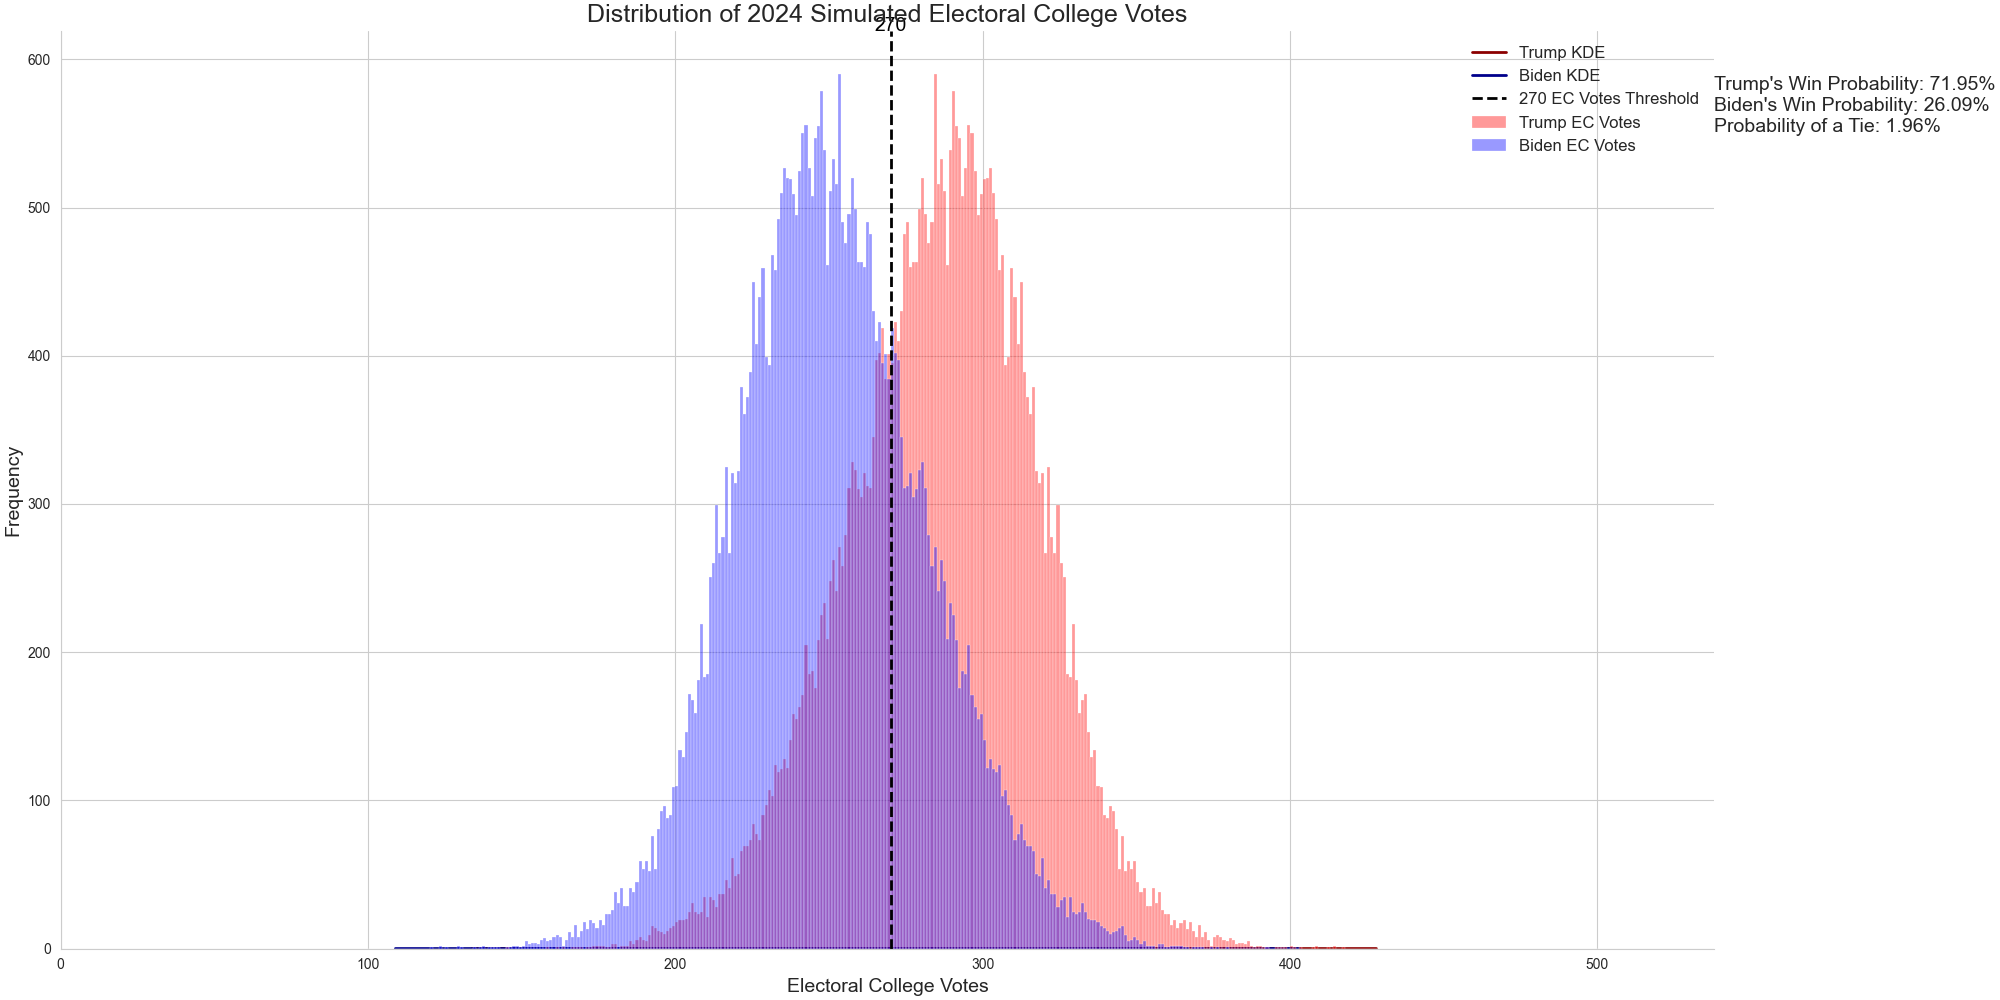 Distribution of 2024 Simulated Electoral College Votes
270
Trump KDE
Biden KDE
270 EC Votes Threshold
Trump EC Votes
Biden EC Votes
Trump's Win Probability: 71.95%
Biden's Win Probability: 26.09%
Probability of a Tie: 1.96%
Frequency
600
500
400
300
200
100
0
0 100 200 300 400 500
Electoral College Votes